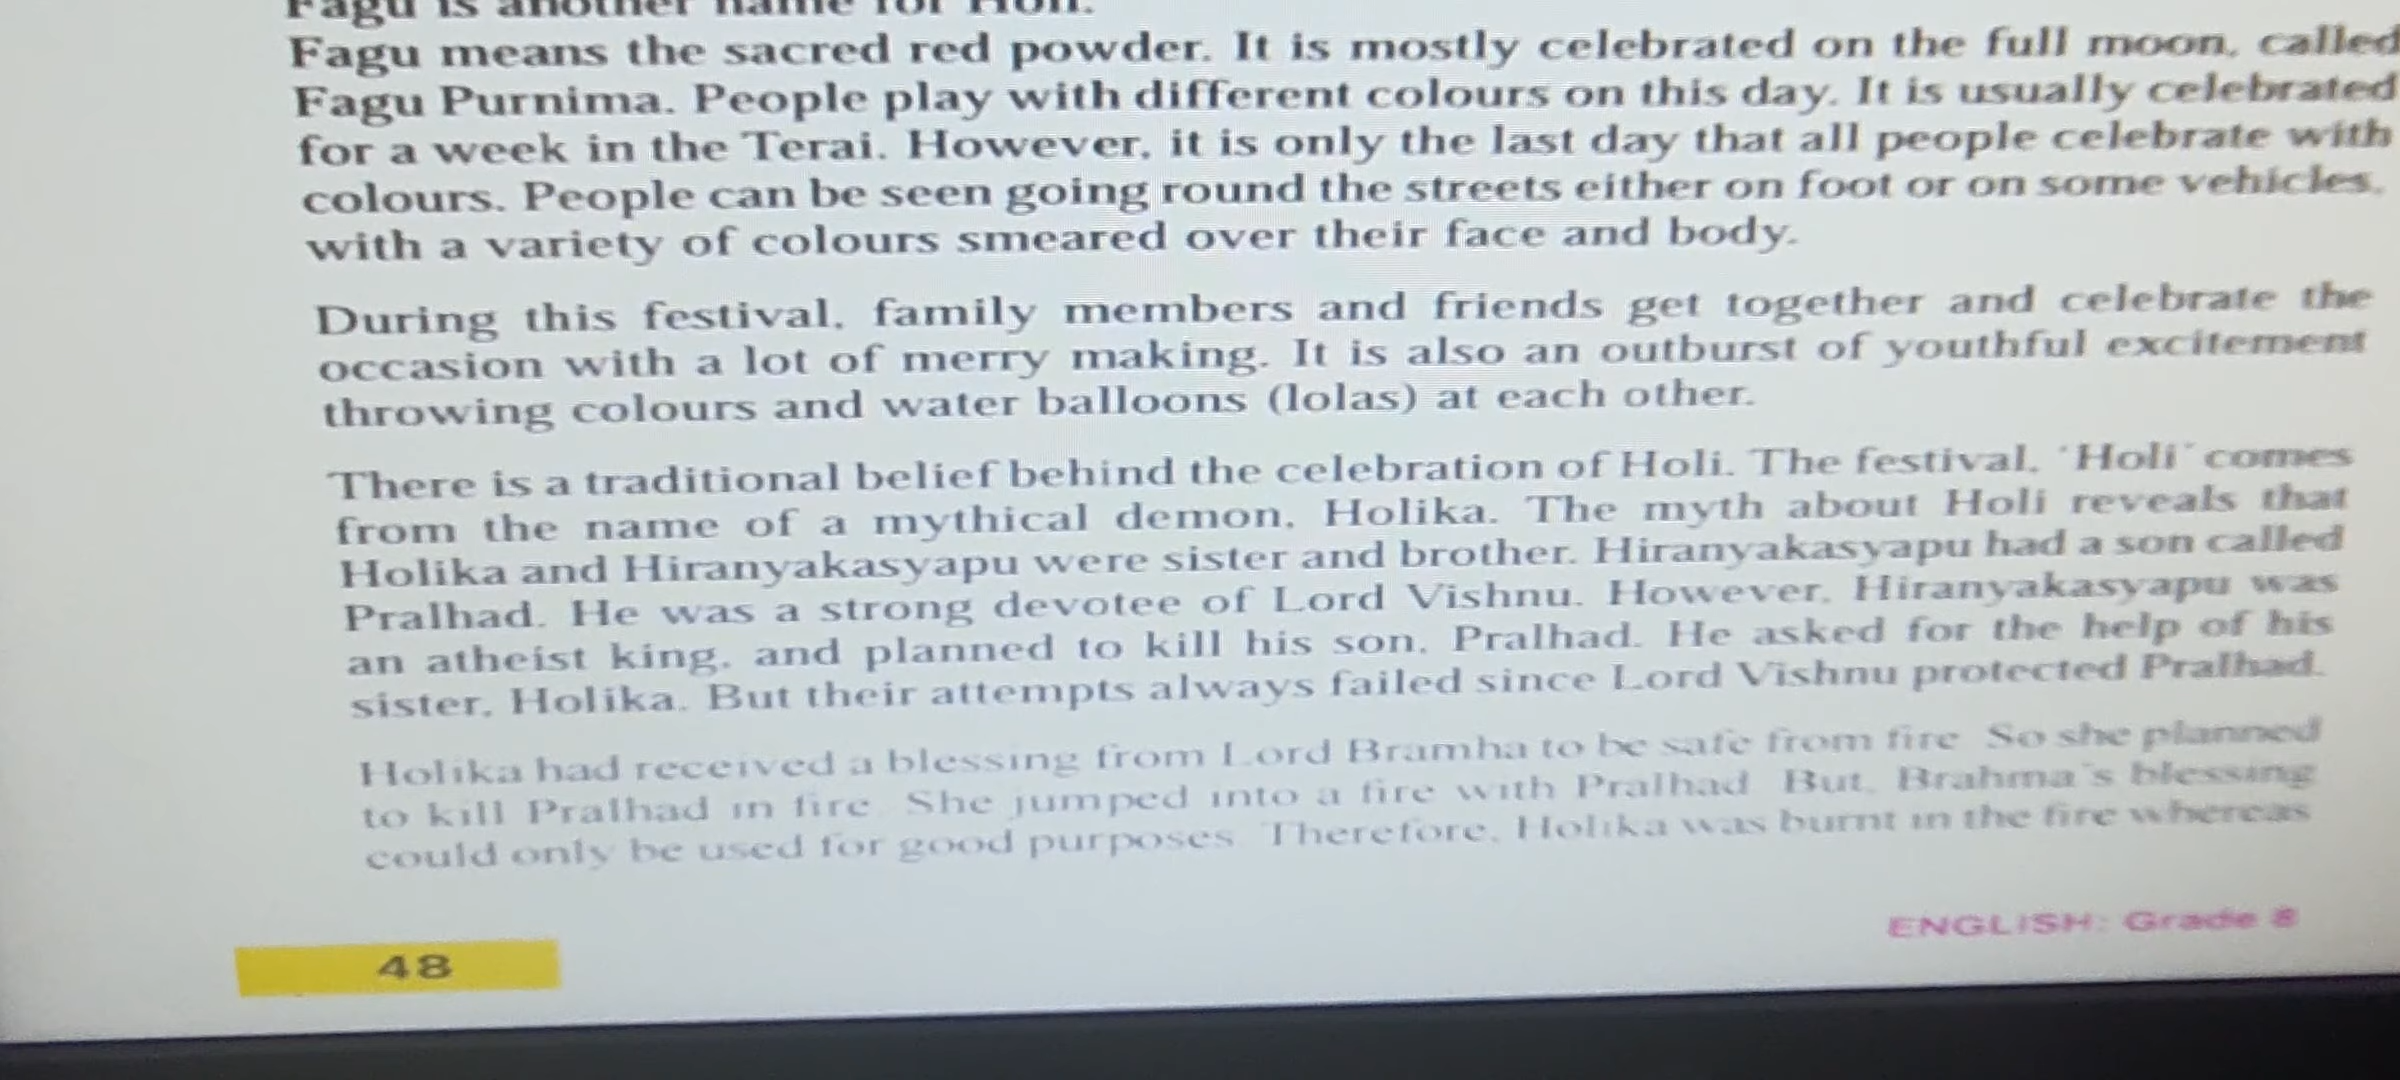 Fagu is another name for Holi.
Fagu means the sacred red powder. It is mostly celebrated on the full moon, called
Fagu Purnima. People play with different colours on this day. It is usually celebrated
for a week in the Terai. However, it is only the last day that all people celebrate with
colours. People can be seen going round the streets either on foot or on some vehicles,
with a variety of colours smeared over their face and body.
During this festival, family members and friends get together and celebrate the
occasion with a lot of merry making. It is also an outburst of youthful excitement
throwing colours and water balloons (lolas) at each other.
There is a traditional belief behind the celebration of Holi. The festival, 'Holi' comes
from the name of a mythical demon, Holika. The myth about Holi reveals that
Holika and Hiranyakasyapu were sister and brother. Hiranyakasyapu had a son called
Pralhad. He was a strong devotee of Lord Vishnu. However, Hiranyakasyapu was
an atheist king, and planned to kill his son, Pralhad. He asked for the help of his
sister, Holika. But their attempts always failed since Lord Vishnu protected Pralhad.
Holika had received a blessing from Lord Bramha to be safe from fire. So she planned
to kill Pralhad in fire. She jumped into a fire with Pralhad. But, Brahma's blessing
could only be used for good purposes. Therefore, Holika was burnt in the fire whereas
ENGLISH: Grade 8
48